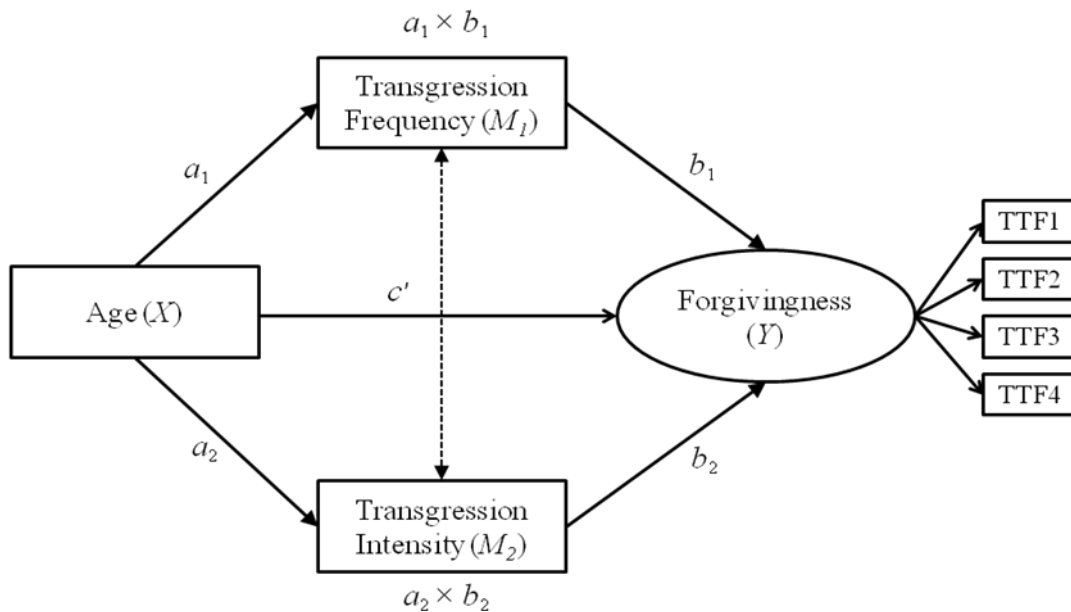 a₁ × b₁
Transgression
Frequency (M₁)
a₁
b₁
TTF1
TTF2
TTF3
TTF4
Age (X)
c'
Forgivingness
(Y)
a₂
b₂
Transgression
Intensity (M₂)
a₂ × b₂